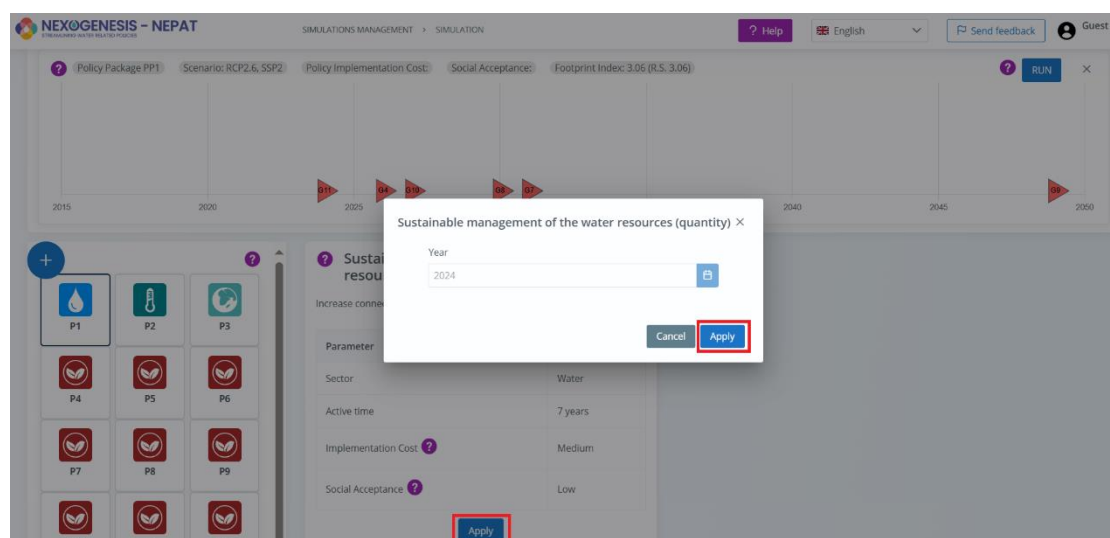 NEXOGENESIS – NEPAT
STREAMLINING WATER RELATED POLICIES
SIMULATIONS MANAGEMENT > SIMULATION
? Help
English
Send feedback
Guest
? Policy Package PP1 Scenario: RCP2.6, SSP2 Policy Implementation Cost: Social Acceptance: Footprint Index: 3.06 (R.S. 3.06) ? RUN ×
G11 G4 G10 G8 G7 G9
2015 2020 2025 2040 2045 2050
Sustainable management of the water resources (quantity) ×
Year
2024
Cancel Apply
+ ?
P1 P2 P3
P4 P5 P6
P7 P8 P9
? Sustai
resou
Increase conne
Parameter
Sector Water
Active time 7 years
Implementation Cost ? Medium
Social Acceptance ? Low
Apply